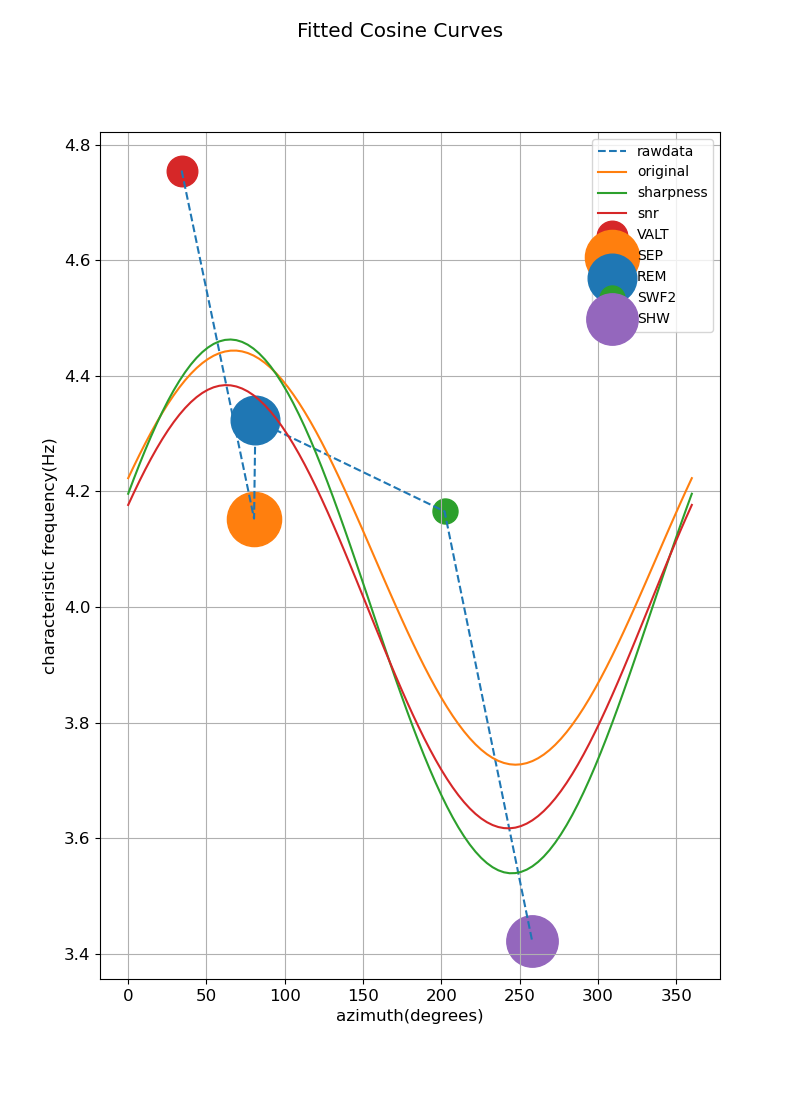 Fitted Cosine Curves
4.8
4.6
4.4
4.2
4.0
3.8
3.6
3.4
characteristic frequency(Hz)
rawdata
original
sharpness
snr
VALT
SEP
REM
SWF2
SHW
0 50 100 150 200 250 300 350
azimuth(degrees)